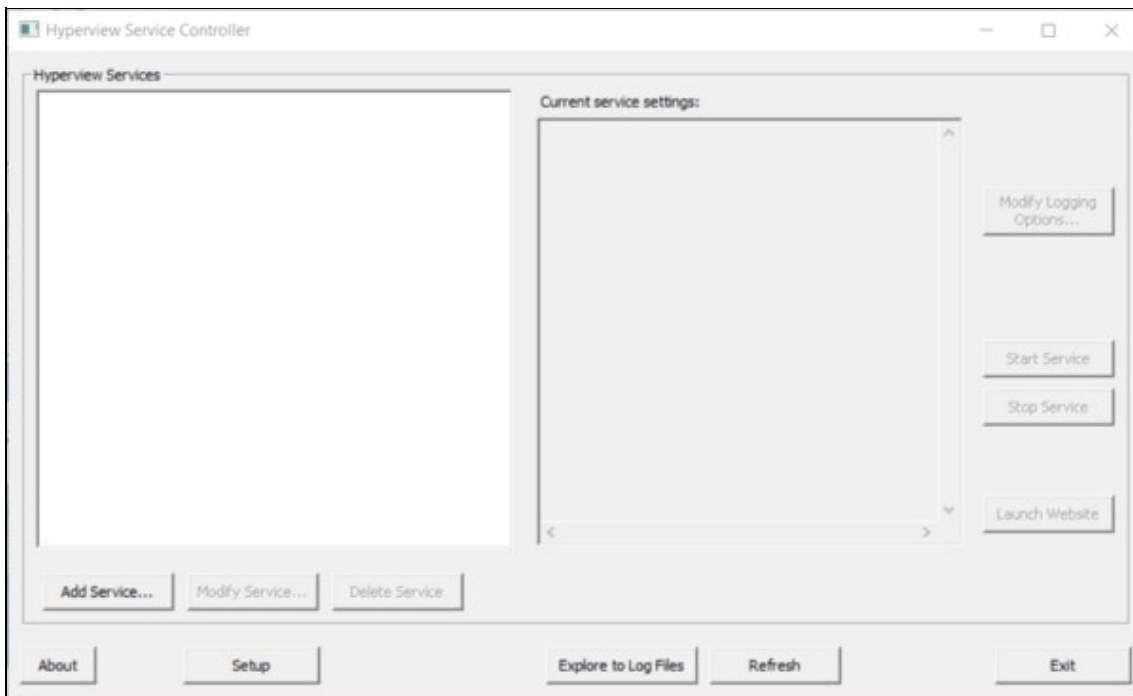 Hyperview Service Controller
Hyperview Services
Current service settings:
Modify Logging
Options...
Start Service
Stop Service
Launch Website
Add Service...
Modify Service...
Delete Service
About
Setup
Explore to Log Files
Refresh
Exit